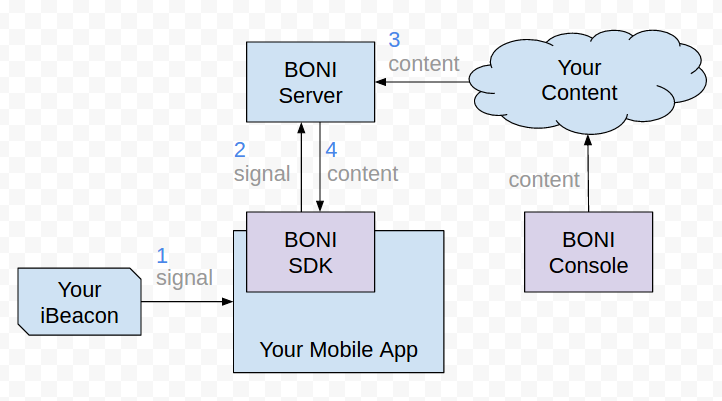 3
content
BONI
Server
Your
Content
2
signal
4
content
content
BONI
SDK
BONI
Console
1
signal
Your
iBeacon
Your Mobile App